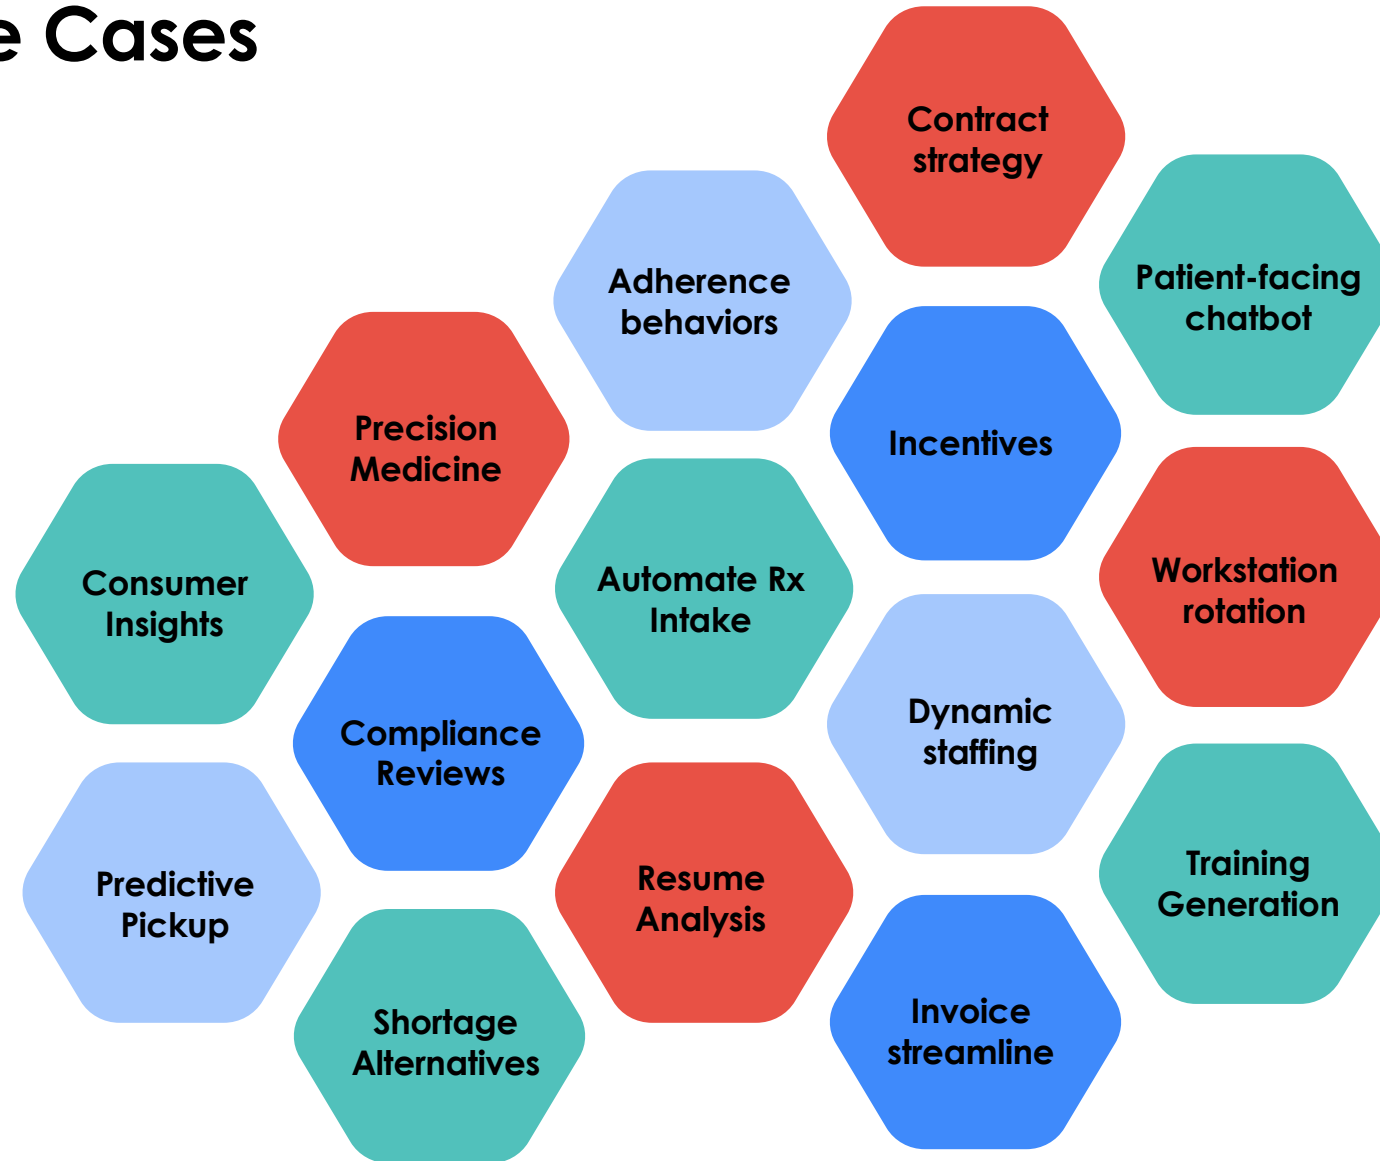 e Cases
Contract
strategy
Adherence
behaviors
Patient-facing
chatbot
Precision
Medicine
Incentives
Consumer
Insights
Automate Rx
Intake
Workstation
rotation
Compliance
Reviews
Dynamic
staffing
Predictive
Pickup
Resume
Analysis
Training
Generation
Shortage
Alternatives
Invoice
streamline